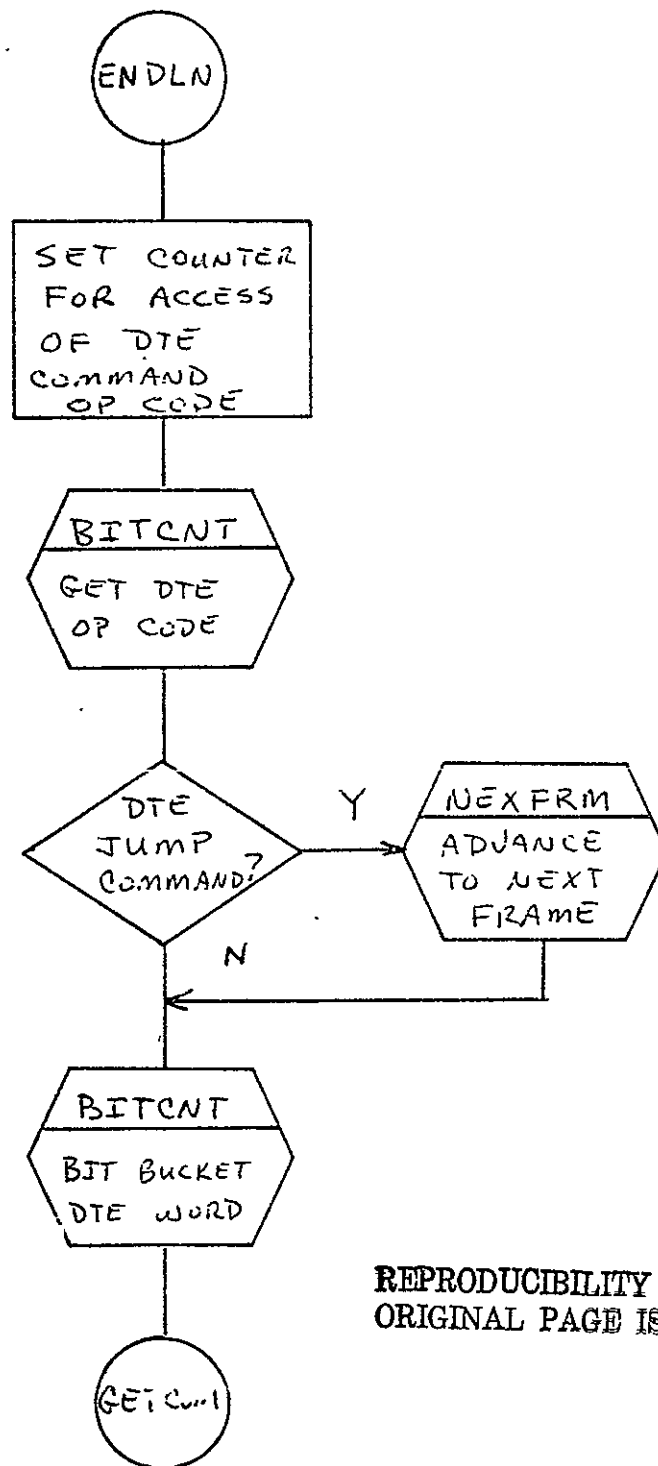 ENDLN
SET COUNTER
FOR ACCESS
OF DTE
COMMAND
OP CODE
BITCNT
GET DTE
OP CODE
DTE
JUMP
COMMAND?
Y
NEXFRM
ADVANCE
TO NEXT
FRAME
N
BITCNT
BIT BUCKET
DTE WORD
REPRODUCIBILITY
ORIGINAL PAGE IS